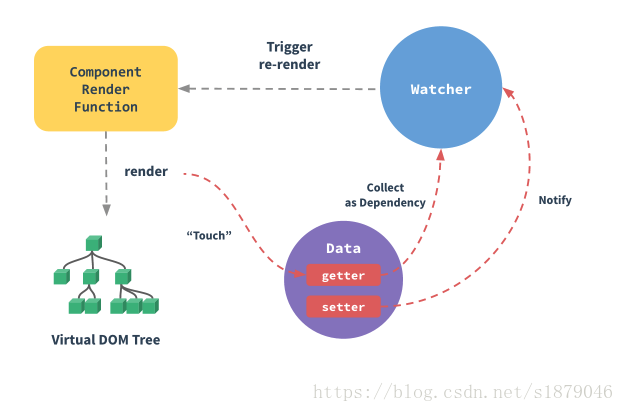 Trigger
re-render
Component
Render
Function
Watcher
render
Collect
as Dependency
Notify
“Touch”
Data
getter
setter
Virtual DOM Tree
https://blog.csdn.net/s1879046